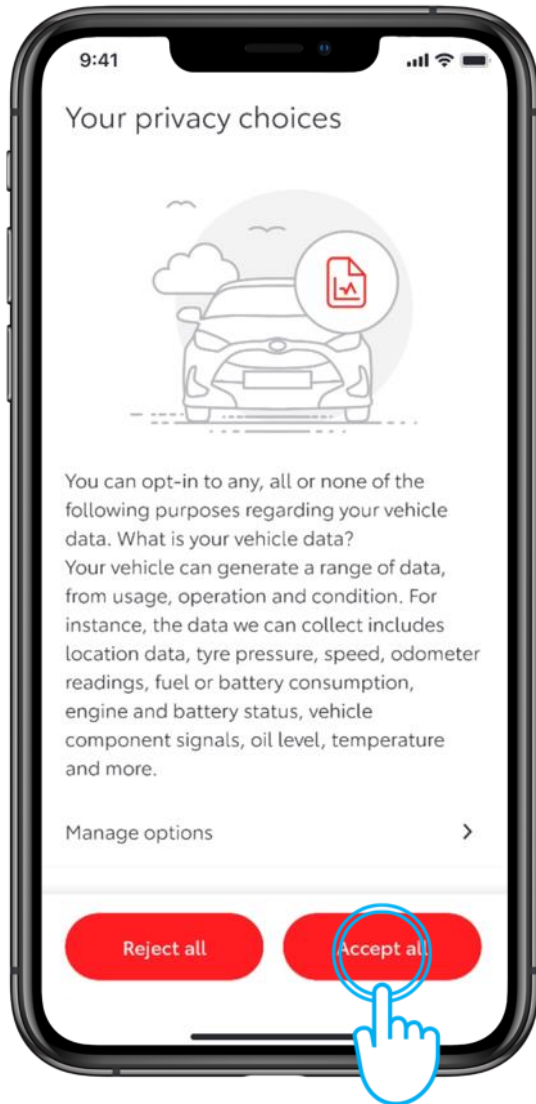 9:41
Your privacy choices
You can opt-in to any, all or none of the
following purposes regarding your vehicle
data. What is your vehicle data?
Your vehicle can generate a range of data,
from usage, operation and condition. For
instance, the data we can collect includes
location data, tyre pressure, speed, odometer
readings, fuel or battery consumption,
engine and battery status, vehicle
component signals, oil level, temperature
and more.
Manage options
Reject all
Accept all